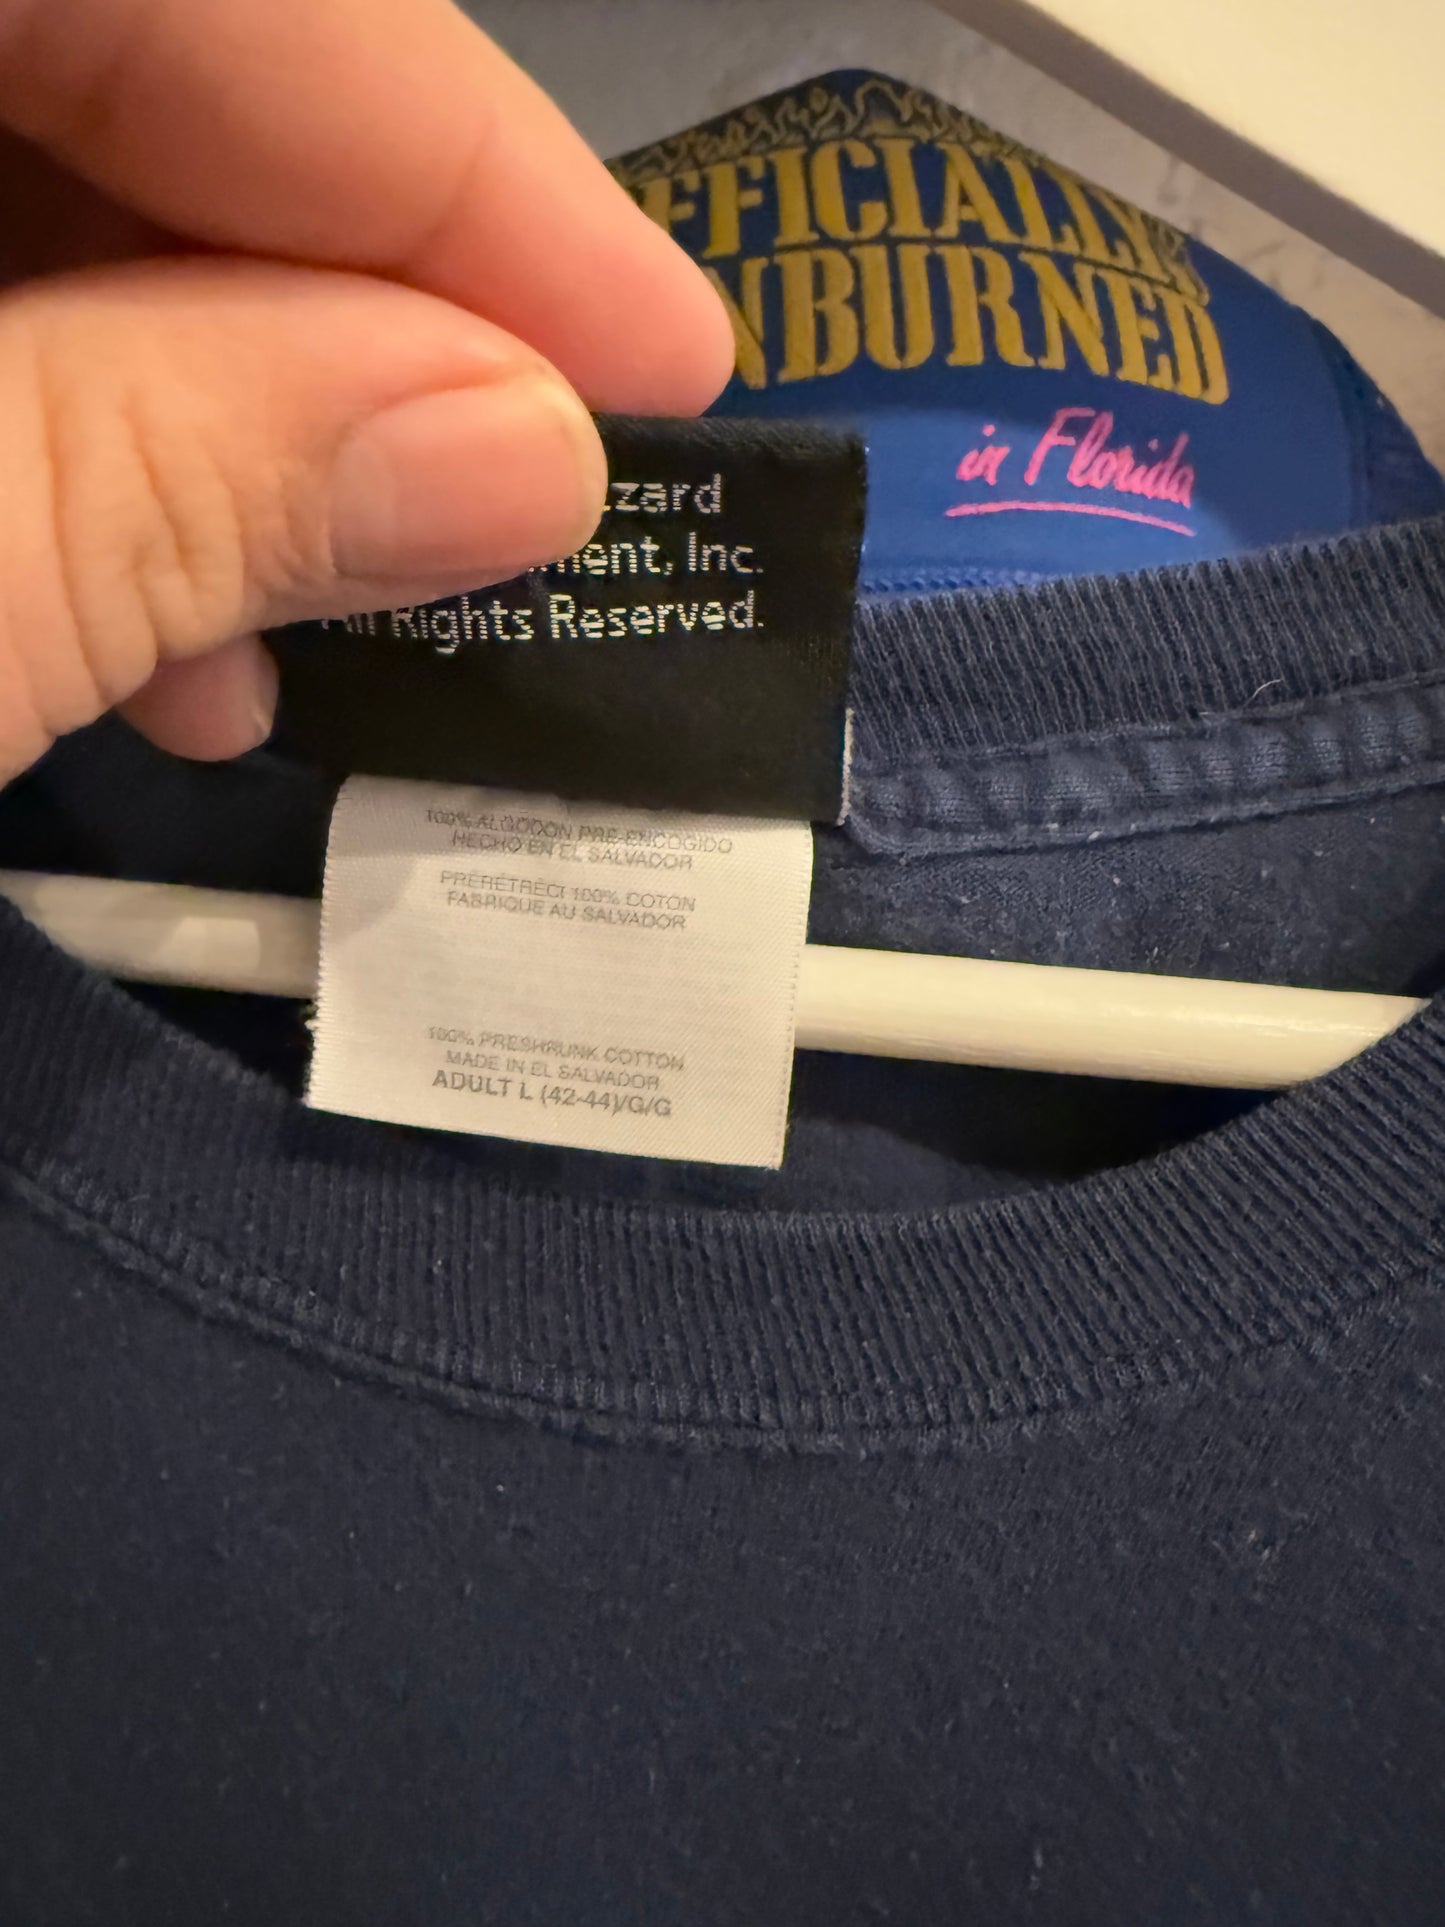 FFICIALLY
NBURNED
in Florida
zzard
ment, Inc.
All Rights Reserved.
100% ALGODON PRE-ENCOGIDO
HECHO EN EL SALVADOR
PRÉRÉTRÉCI 100% COTON
FABRIQUE AU SALVADOR
100% PRESHRUNK COTTON
MADE IN EL SALVADOR
ADULT L (42-44)/G/G